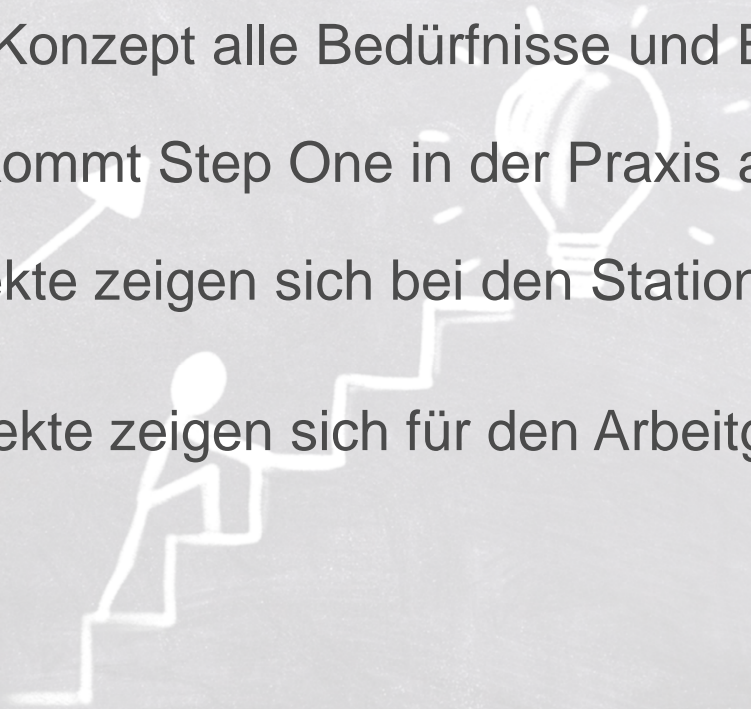 Konzept alle Bedürfnisse und
ommt Step One in der Praxis
ekte zeigen sich bei den Station
ekte zeigen sich für den Arbeitg